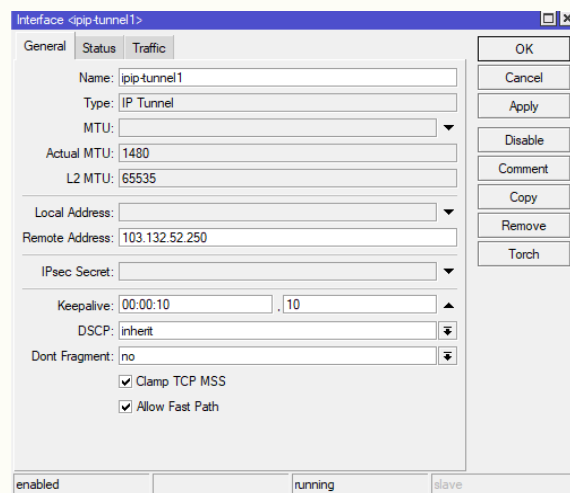 Interface <ipip-tunnel1>
General Status Traffic
Name: ipip-tunnel1
Type: IP Tunnel
MTU:
Actual MTU: 1480
L2 MTU: 65535
Local Address:
Remote Address: 103.132.52.250
IPsec Secret:
Keepalive: 00:00:10 , 10
DSCP: inherit
Dont Fragment: no
Clamp TCP MSS
Allow Fast Path
OK
Cancel
Apply
Disable
Comment
Copy
Remove
Torch
enabled running slave